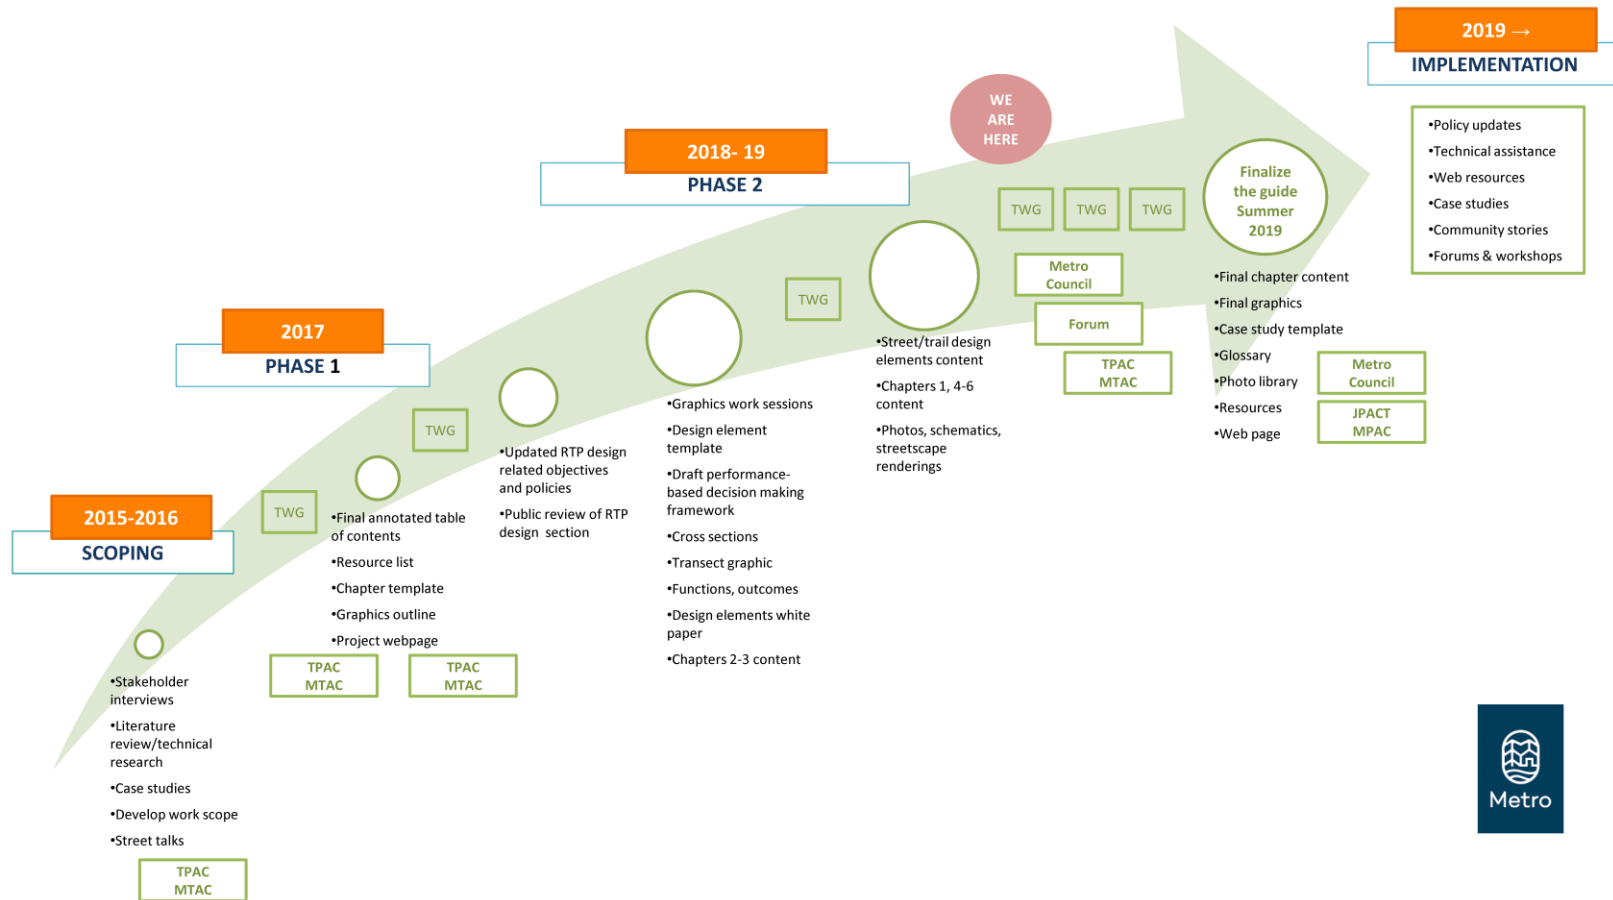 2015-2016
SCOPING
•Stakeholder
interviews
•Literature
review/technical
research
•Case studies
•Develop work scope
•Street talks
TPAC
MTAC
2017
PHASE 1
TWG
•Final annotated table
of contents
•Resource list
•Chapter template
•Graphics outline
•Project webpage
TPAC
MTAC
TPAC
MTAC
TWG
•Updated RTP design
related objectives
and policies
•Public review of RTP
design section
2018- 19
PHASE 2
•Graphics work sessions
•Design element
template
•Draft performance-
based decision making
framework
•Cross sections
•Transect graphic
•Functions, outcomes
•Design elements white
paper
•Chapters 2-3 content
TWG
•Street/trail design
elements content
•Chapters 1, 4-6
content
•Photos, schematics,
streetscape
renderings
WE
ARE
HERE
TWG
TWG
TWG
Metro
Council
Forum
TPAC
MTAC
Finalize
the guide
Summer
2019
•Final chapter content
•Final graphics
•Case study template
•Glossary
•Photo library
•Resources
•Web page
Metro
Council
JPACT
MPAC
2019 →
IMPLEMENTATION
•Policy updates
•Technical assistance
•Web resources
•Case studies
•Community stories
•Forums & workshops
Metro